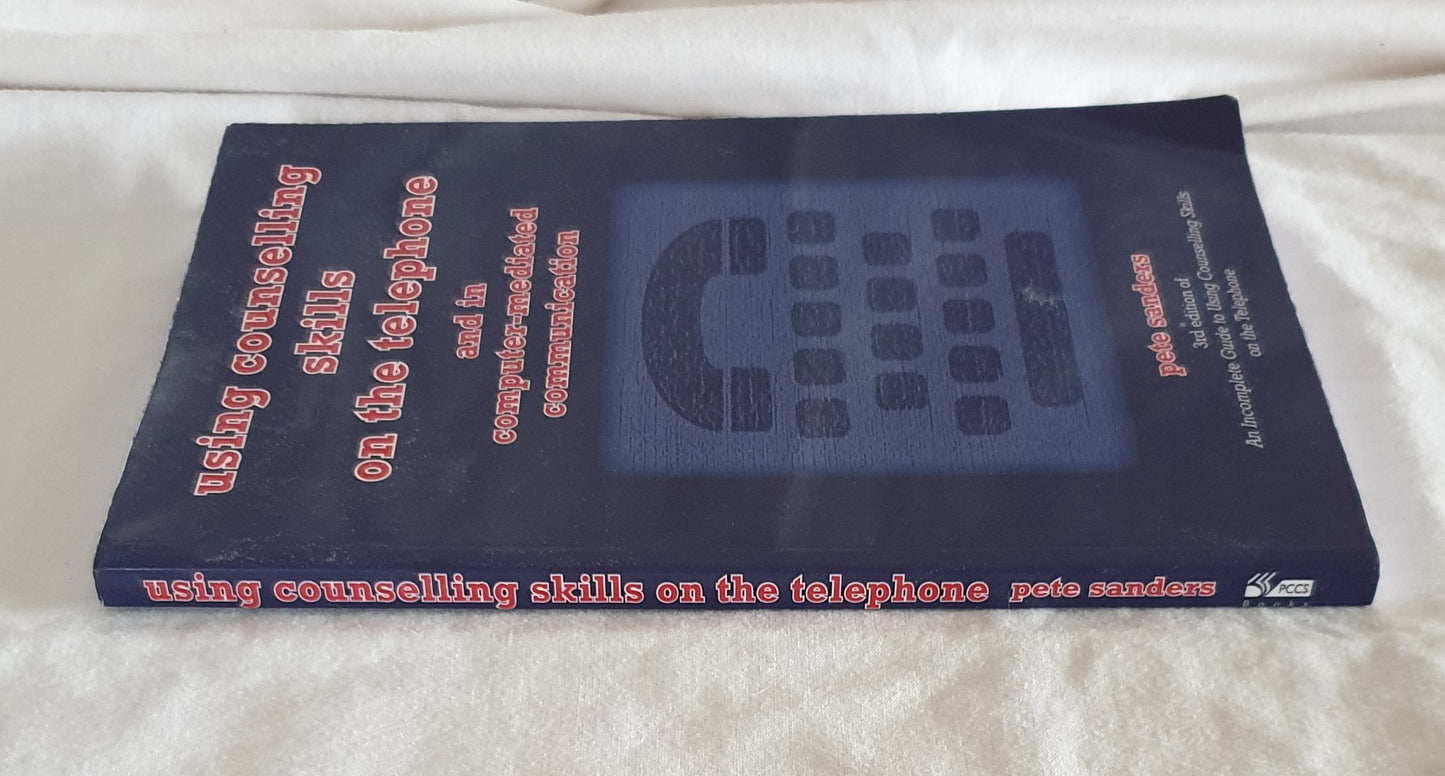 using counselling
skills
on the telephone
and in
computer-mediated
communication
pete sanders
3rd edition of
An Incomplete Guide to Using Counselling Skills
on the Telephone
using counselling skills on the telephone pete sanders
PCCS
Books